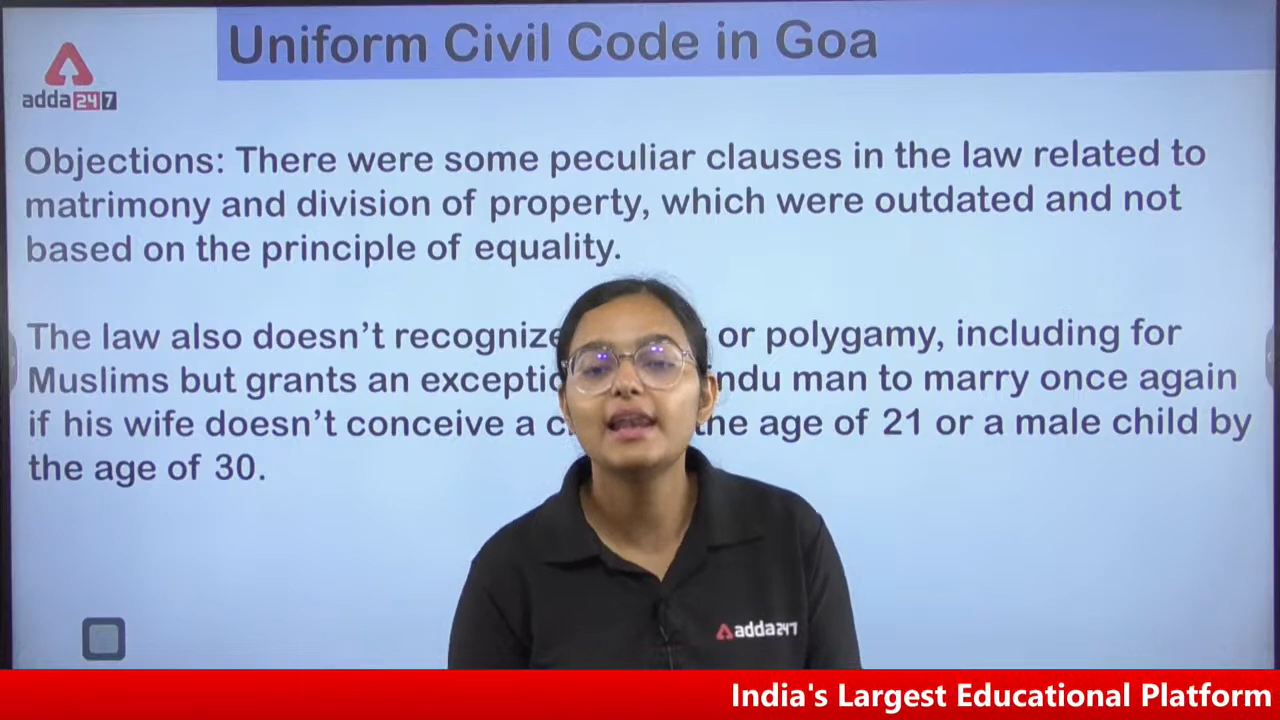 Uniform Civil Code in Goa
adda247
Objections: There were some peculiar clauses in the law related to
matrimony and division of property, which were outdated and not
based on the principle of equality.
The law also doesn't recognize or polygamy, including for
Muslims but grants an man to marry once again
if his wife doesn't conceive a the age of 21 or a male child by
the age of 30.
adda247
India's Largest Educational Platform